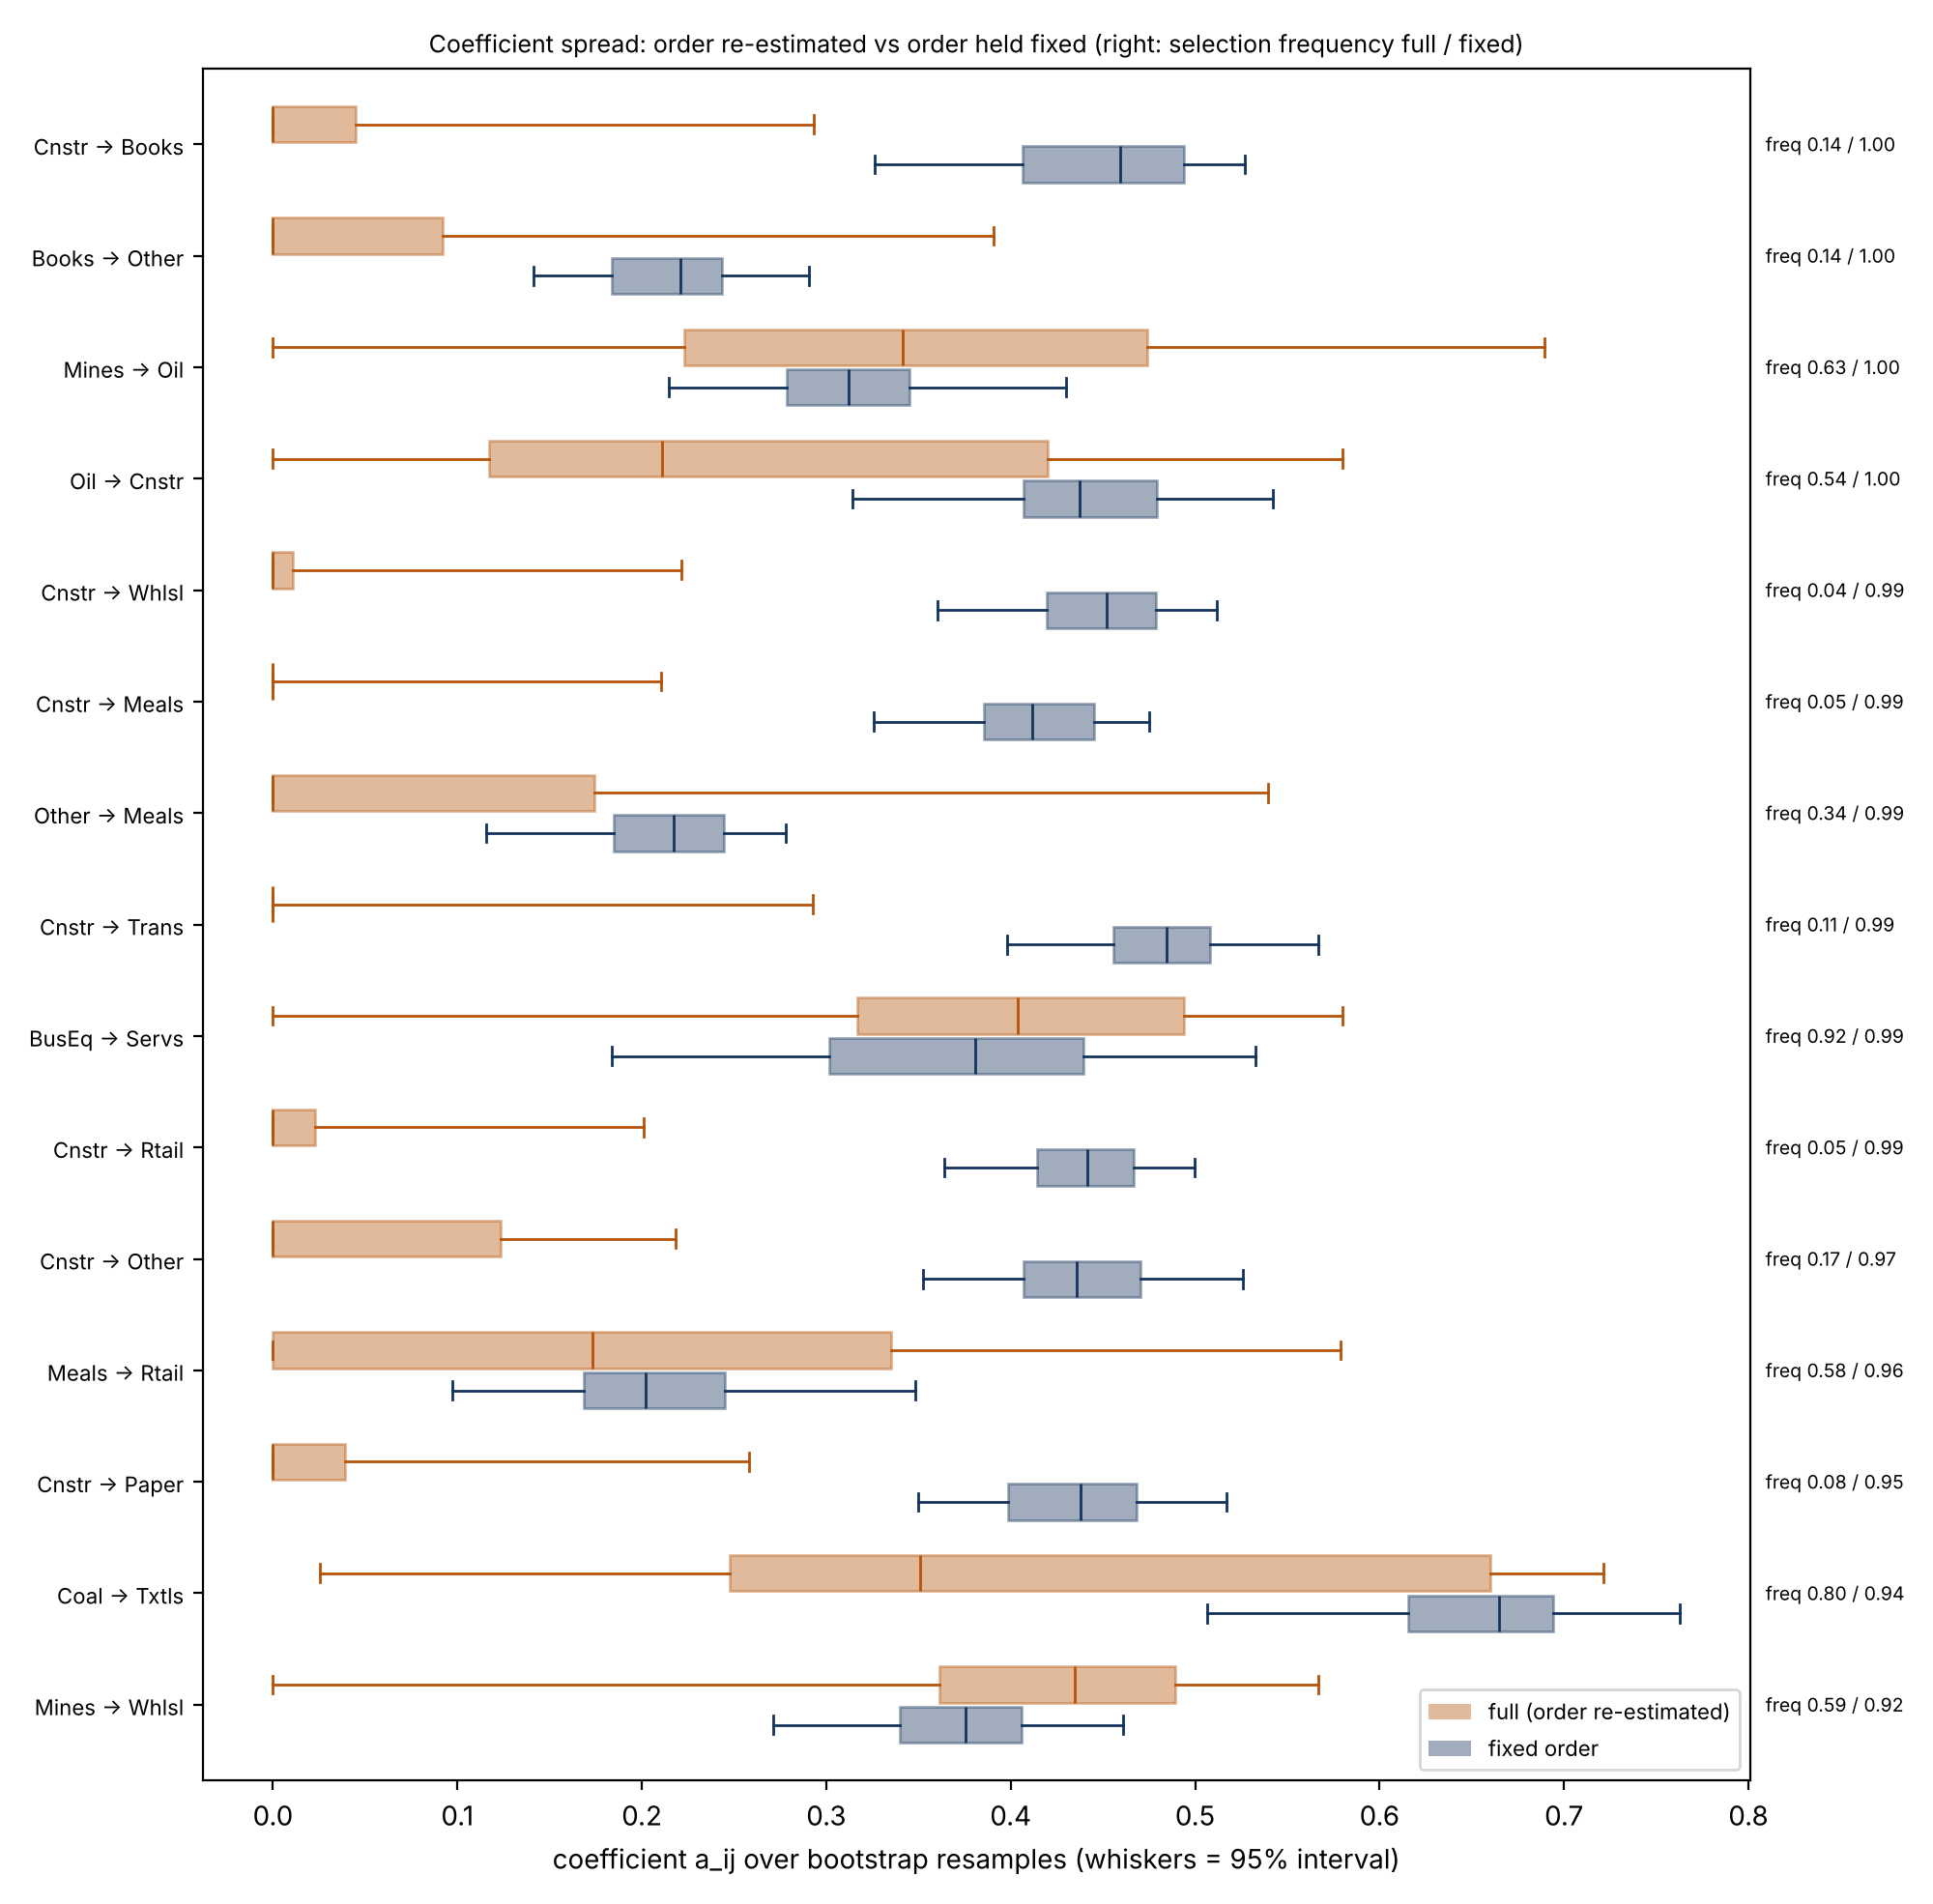 Coefficient spread: order re-estimated vs order held fixed (right: selection frequency full / fixed)
Cnstr → Books
freq 0.14 / 1.00
Books → Other
freq 0.14 / 1.00
Mines → Oil
freq 0.63 / 1.00
Oil → Cnstr
freq 0.54 / 1.00
Cnstr → Whlsl
freq 0.04 / 0.99
Cnstr → Meals
freq 0.05 / 0.99
Other → Meals
freq 0.34 / 0.99
Cnstr → Trans
freq 0.11 / 0.99
BusEq → Servs
freq 0.92 / 0.99
Cnstr → Rtail
freq 0.05 / 0.99
Cnstr → Other
freq 0.17 / 0.97
Meals → Rtail
freq 0.58 / 0.96
Cnstr → Paper
freq 0.08 / 0.95
Coal → Txtls
freq 0.80 / 0.94
Mines → Whlsl
freq 0.59 / 0.92
full (order re-estimated)
fixed order
0.0 0.1 0.2 0.3 0.4 0.5 0.6 0.7 0.8
coefficient a_ij over bootstrap resamples (whiskers = 95% interval)